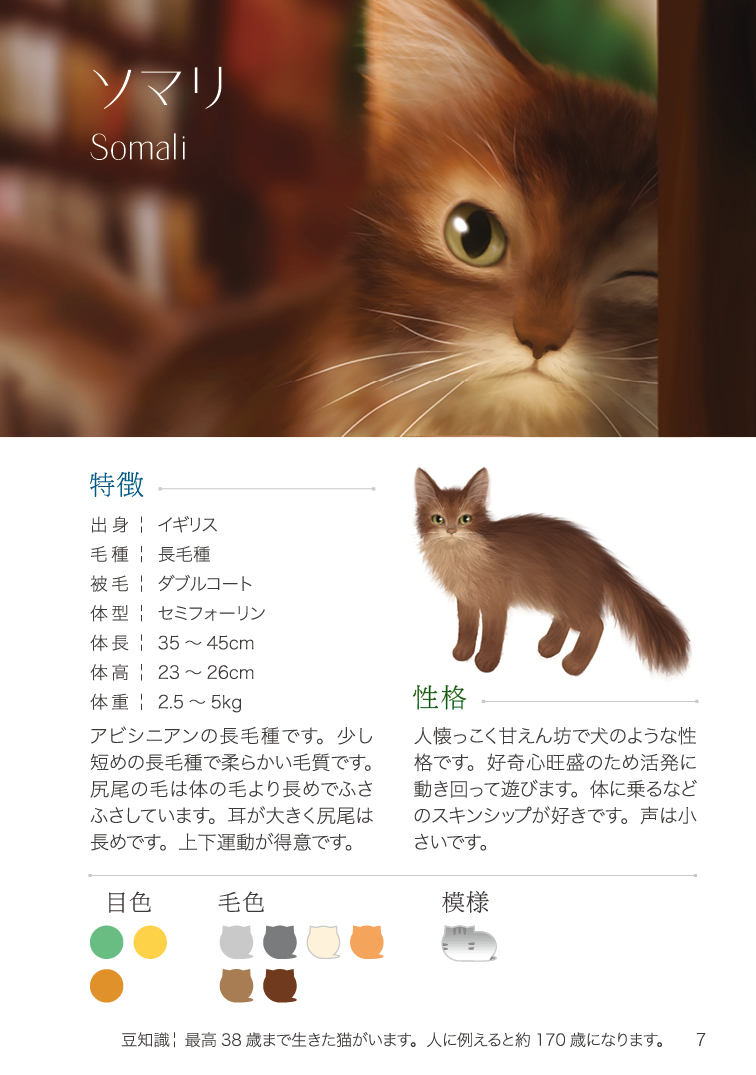 ソマリ
Somali
特徴
出身¦ イギリス
毛種¦ 長毛種
被毛¦ ダブルコート
体型¦ セミフォーリン
体長¦ 35 〜 45cm
体高¦ 23 〜 26cm
体重¦ 2.5 〜 5kg
アビシニアンの長毛種です。少し
短めの長毛種で柔らかい毛質です。
尻尾の毛は体の毛より長めでふさ
ふさしています。耳が大きく尻尾は
長めです。上下運動が得意です。
性格
人懐っこく甘えん坊で犬のような性
格です。好奇心旺盛のため活発に
動き回って遊びます。体に乗るなど
のスキンシップが好きです。声は小
さいです。
目色
毛色
模様
豆知識¦ 最高 38 歳まで生きた猫がいます。人に例えると約 170 歳になります。 7